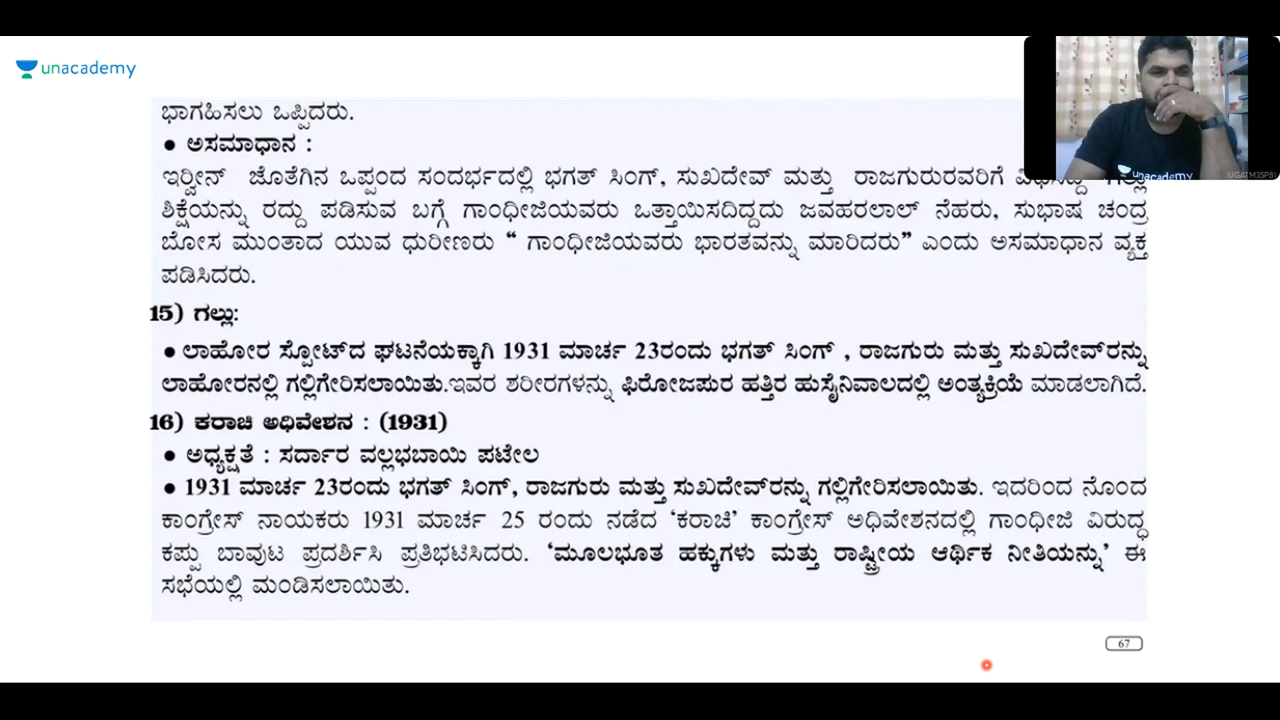 unacademy
ಭಾಗಹಿಸಲು ಒಪ್ಪಿದರು.
● ಅಸಮಾಧಾನ :
ಇರ‍್ವೀನ್ ಜೊತೆಗಿನ ಒಪ್ಪಂದ ಸಂದರ್ಭದಲ್ಲಿ ಭಗತ್ ಸಿಂಗ್, ಸುಖದೇವ್ ಮತ್ತು ರಾಜಗುರುರವರಿಗೆ
ಶಿಕ್ಷೆಯನ್ನು ರದ್ದು ಪಡಿಸುವ ಬಗ್ಗೆ ಗಾಂಧೀಜಿಯವರು ಒತ್ತಾಯಿಸದಿದ್ದದು ಜವಹರಲಾಲ್ ನೆಹರು, ಸುಭಾಷ ಚಂದ್ರ
ಬೋಸ ಮುಂತಾದ ಯುವ ಧುರೀಣರು “ ಗಾಂಧೀಜಿಯವರು ಭಾರತವನ್ನು ಮಾರಿದರು” ಎಂದು ಅಸಮಾಧಾನ ವ್ಯಕ್ತ
ಪಡಿಸಿದರು.
15) ಗಲ್ಲು:
● ಲಾಹೋರ ಸ್ಪೋಟ್‌ದ ಘಟನೆಯಕ್ಕಾಗಿ 1931 ಮಾರ್ಚ 23ರಂದು ಭಗತ್ ಸಿಂಗ್ , ರಾಜಗುರು ಮತ್ತು ಸುಖದೇವ್‌ರನ್ನು
ಲಾಹೋರನಲ್ಲಿ ಗಲ್ಲಿಗೇರಿಸಲಾಯಿತು.ಇವರ ಶರೀರಗಳನ್ನು ಫಿರೋಜಪುರ ಹತ್ತಿರ ಹುಸೈನಿವಾಲದಲ್ಲಿ ಅಂತ್ಯಕ್ರಿಯೆ ಮಾಡಲಾಗಿದೆ.
16) ಕರಾಚಿ ಅಧಿವೇಶನ : (1931)
● ಅಧ್ಯಕ್ಷತೆ : ಸರ್ದಾರ ವಲ್ಲಭಬಾಯಿ ಪಟೇಲ
● 1931 ಮಾರ್ಚ 23ರಂದು ಭಗತ್ ಸಿಂಗ್, ರಾಜಗುರು ಮತ್ತು ಸುಖದೇವ್‌ರನ್ನು ಗಲ್ಲಿಗೇರಿಸಲಾಯಿತು. ಇದರಿಂದ ನೊಂದ
ಕಾಂಗ್ರೇಸ್ ನಾಯಕರು 1931 ಮಾರ್ಚ 25 ರಂದು ನಡೆದ ‘ಕರಾಚಿ’ ಕಾಂಗ್ರೇಸ್ ಅಧಿವೇಶನದಲ್ಲಿ ಗಾಂಧೀಜಿ ವಿರುದ್ಧ
ಕಪ್ಪು ಬಾವುಟ ಪ್ರದರ್ಶಿಸಿ ಪ್ರತಿಭಟಿಸಿದರು. ‘ಮೂಲಭೂತ ಹಕ್ಕುಗಳು ಮತ್ತು ರಾಷ್ಟ್ರೀಯ ಆರ್ಥಿಕ ನೀತಿಯನ್ನು’ ಈ
ಸಭೆಯಲ್ಲಿ ಮಂಡಿಸಲಾಯಿತು.
67
unacademy